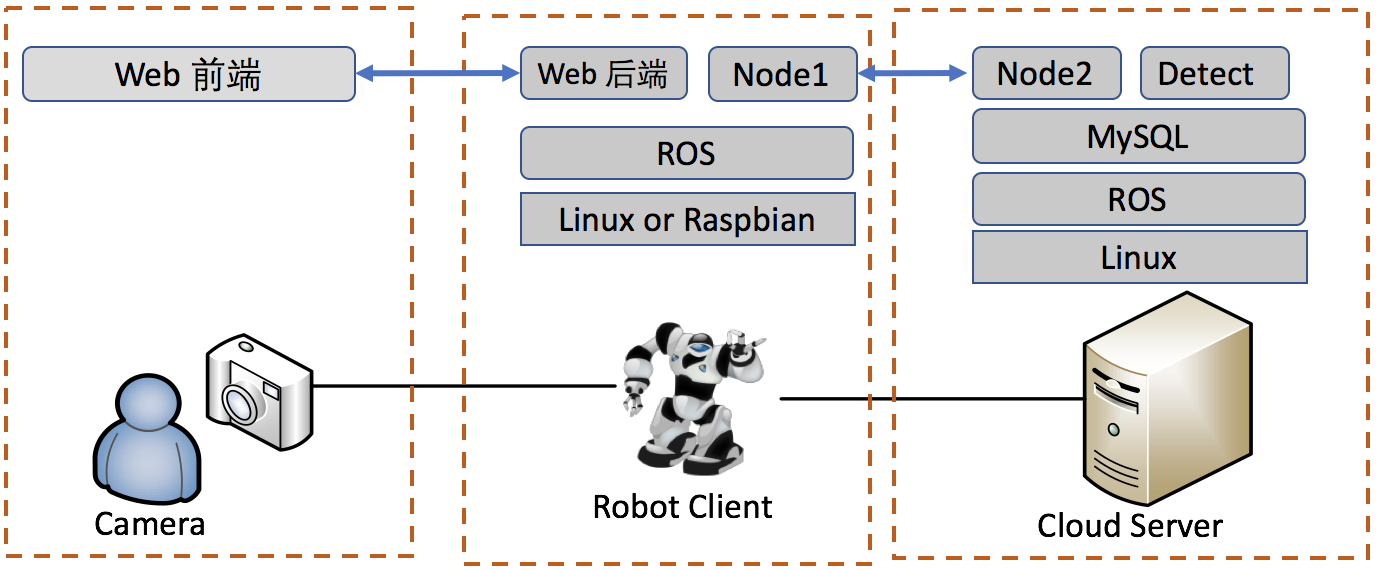 Web 前端
Web 后端
Node1
Node2
Detect
MySQL
ROS
ROS
Linux or Raspbian
Linux
Camera
Robot Client
Cloud Server